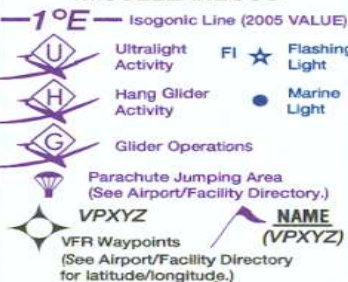 1°E Isogonic Line (2005 VALUE)
U Ultralight Activity
Fl Flashing
H Hang Glider Activity
Marine Light
G Glider Operations
Parachute Jumping Area
(See Airport/Facility Directory.)
VPXYZ
NAME
(VPXYZ)
VFR Waypoints
(See Airport/Facility Directory
for latitude/longitude.)